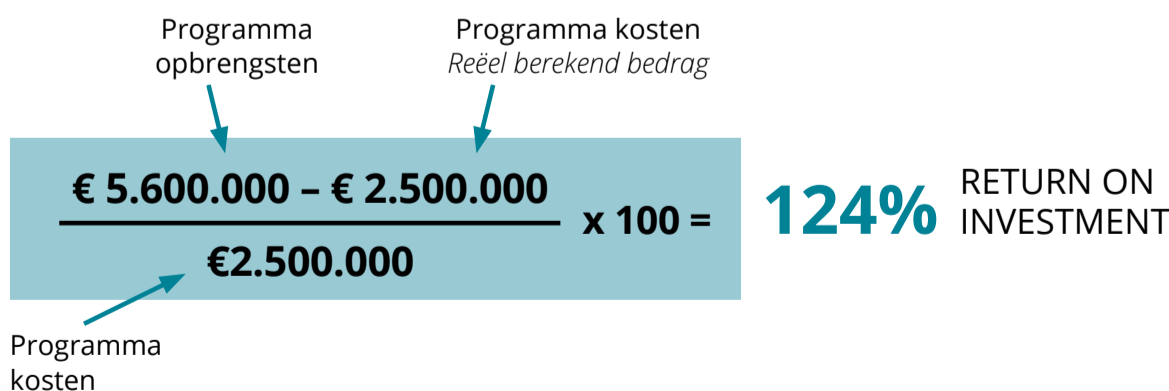 Programma
opbrengsten
Programma kosten
Reëel berekend bedrag
€ 5.600.000 – € 2.500.000
€2.500.000
x 100 =
124%
RETURN ON
INVESTMENT
Programma
kosten